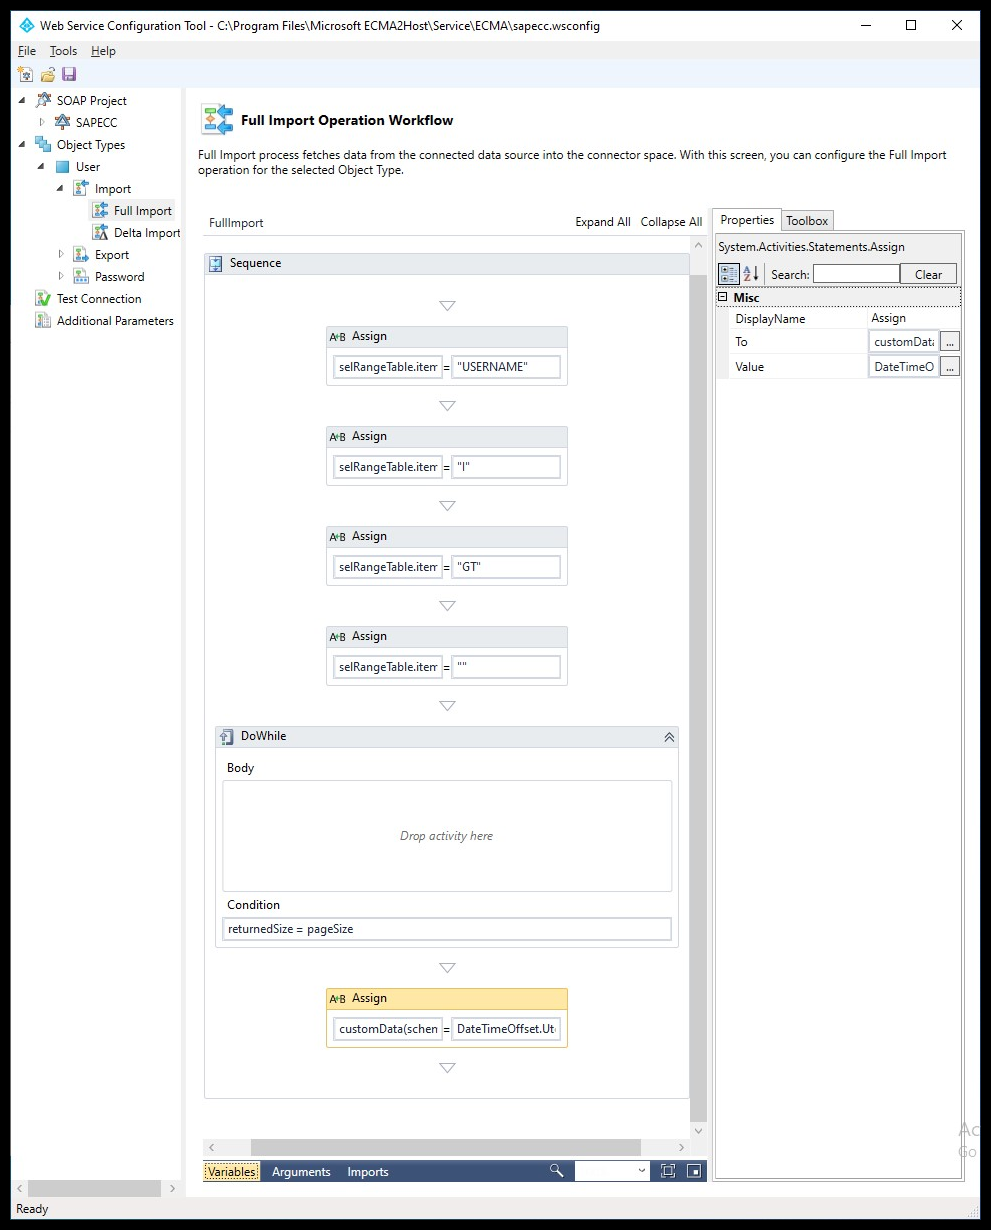 Web Service Configuration Tool - C:\Program Files\Microsoft ECMA2Host\Service\ECMA\sapecc.wsconfig
File Tools Help
SOAP Project
SAPECC
Object Types
User
Import
Full Import
Delta Import
Export
Password
Test Connection
Additional Parameters
Full Import Operation Workflow
Full Import process fetches data from the connected data source into the connector space. With this screen, you can configure the Full Import
operation for the selected Object Type.
FullImport Expand All Collapse All
Sequence
A+B Assign
selRangeTable.item = "USERNAME"
A+B Assign
selRangeTable.item = "I"
A+B Assign
selRangeTable.item = "GT"
A+B Assign
selRangeTable.item = ""
DoWhile
Body
Drop activity here
Condition
returnedSize = pageSize
A+B Assign
customData(schen = DateTimeOffset.Ut
Variables Arguments Imports
Properties Toolbox
System.Activities.Statements.Assign
Search: Clear
Misc
DisplayName Assign
To customData ...
Value DateTimeO ...
Ac
Go
Ready